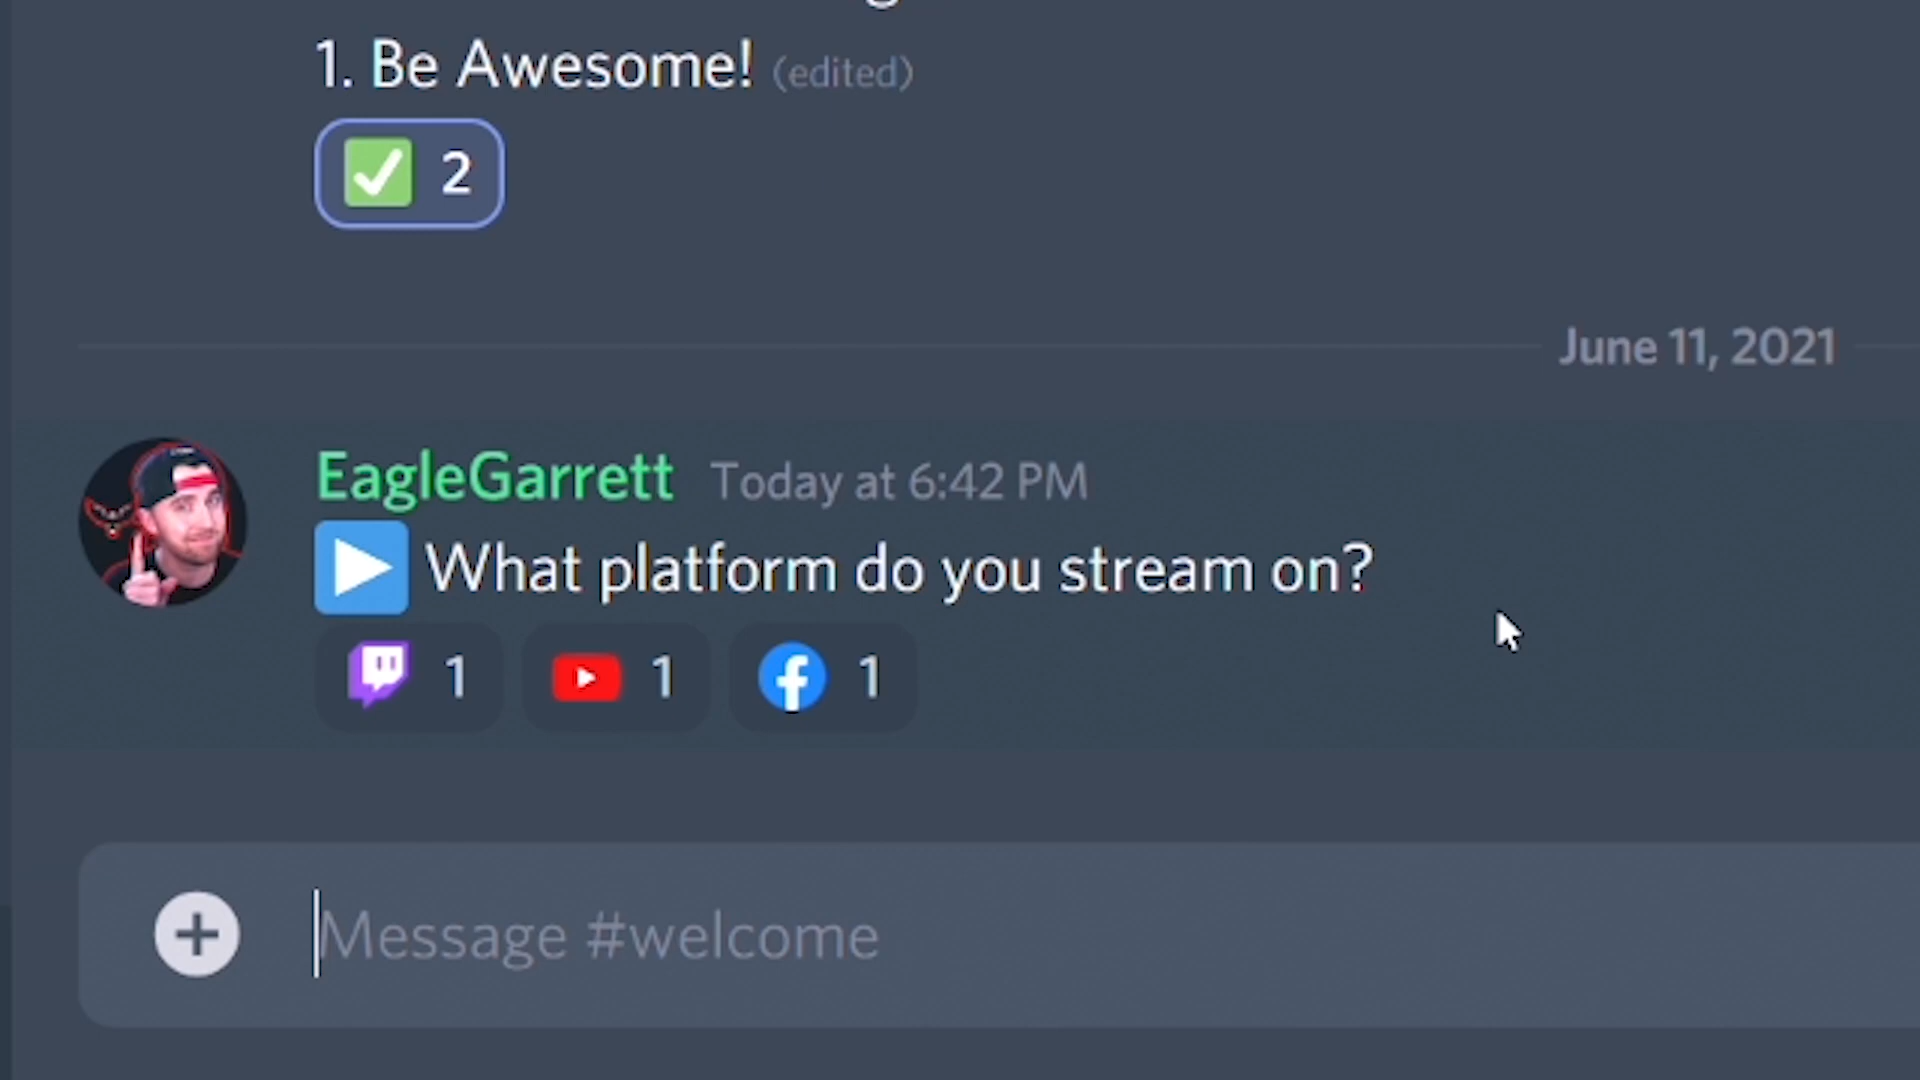 1. Be Awesome! (edited)
2
June 11, 2021
EagleGarrett Today at 6:42 PM
What platform do you stream on?
1 1 1
Message #welcome